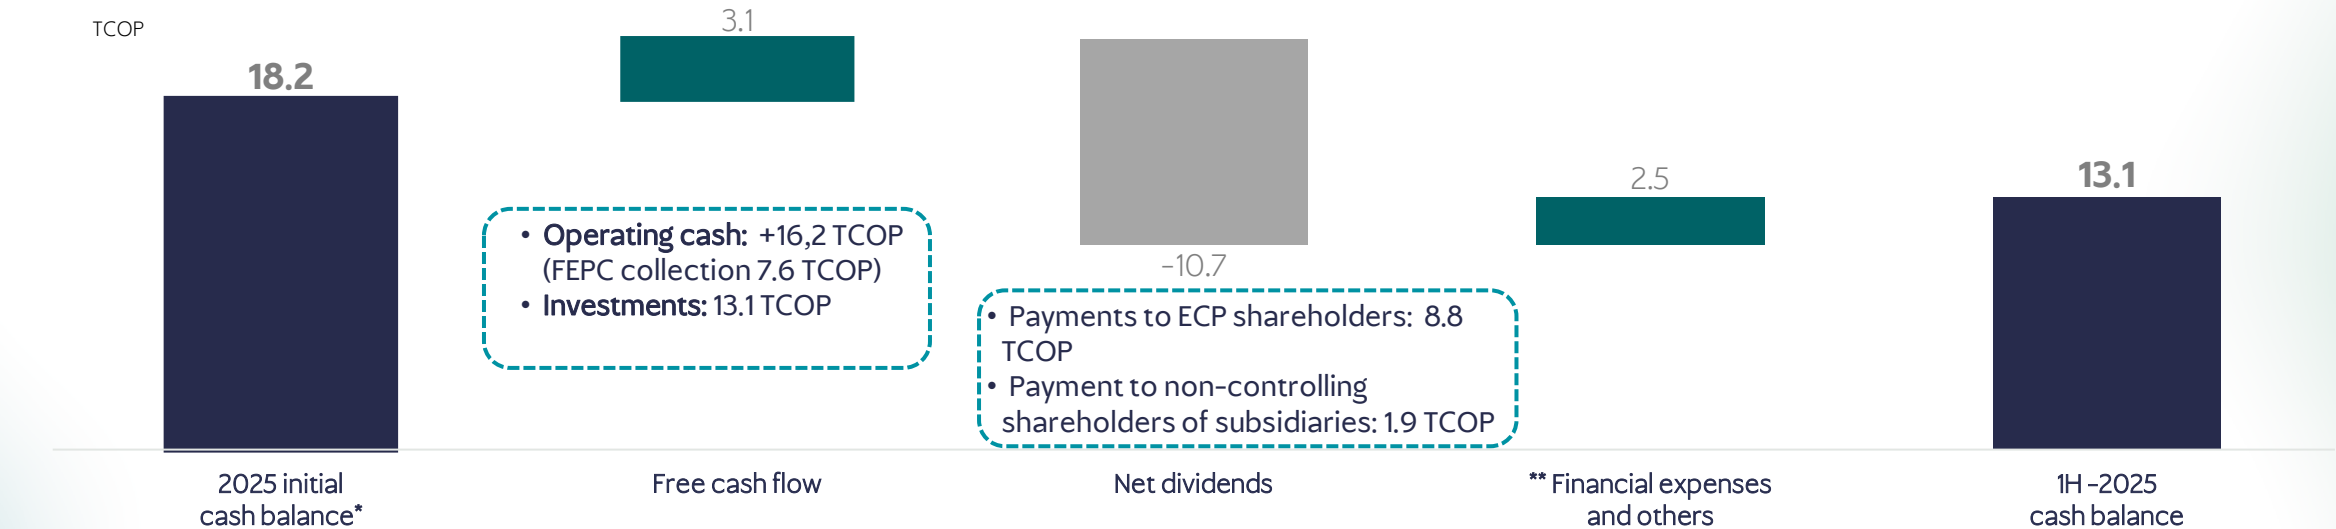 TCOP
18.2
3.1
-10.7
2.5
13.1
• Operating cash: +16,2 TCOP
(FEPC collection 7.6 TCOP)
• Investments: 13.1 TCOP
• Payments to ECP shareholders: 8.8
TCOP
• Payment to non-controlling
shareholders of subsidiaries: 1.9 TCOP
2025 initial
cash balance*
Free cash flow
Net dividends
** Financial expenses
and others
1H -2025
cash balance